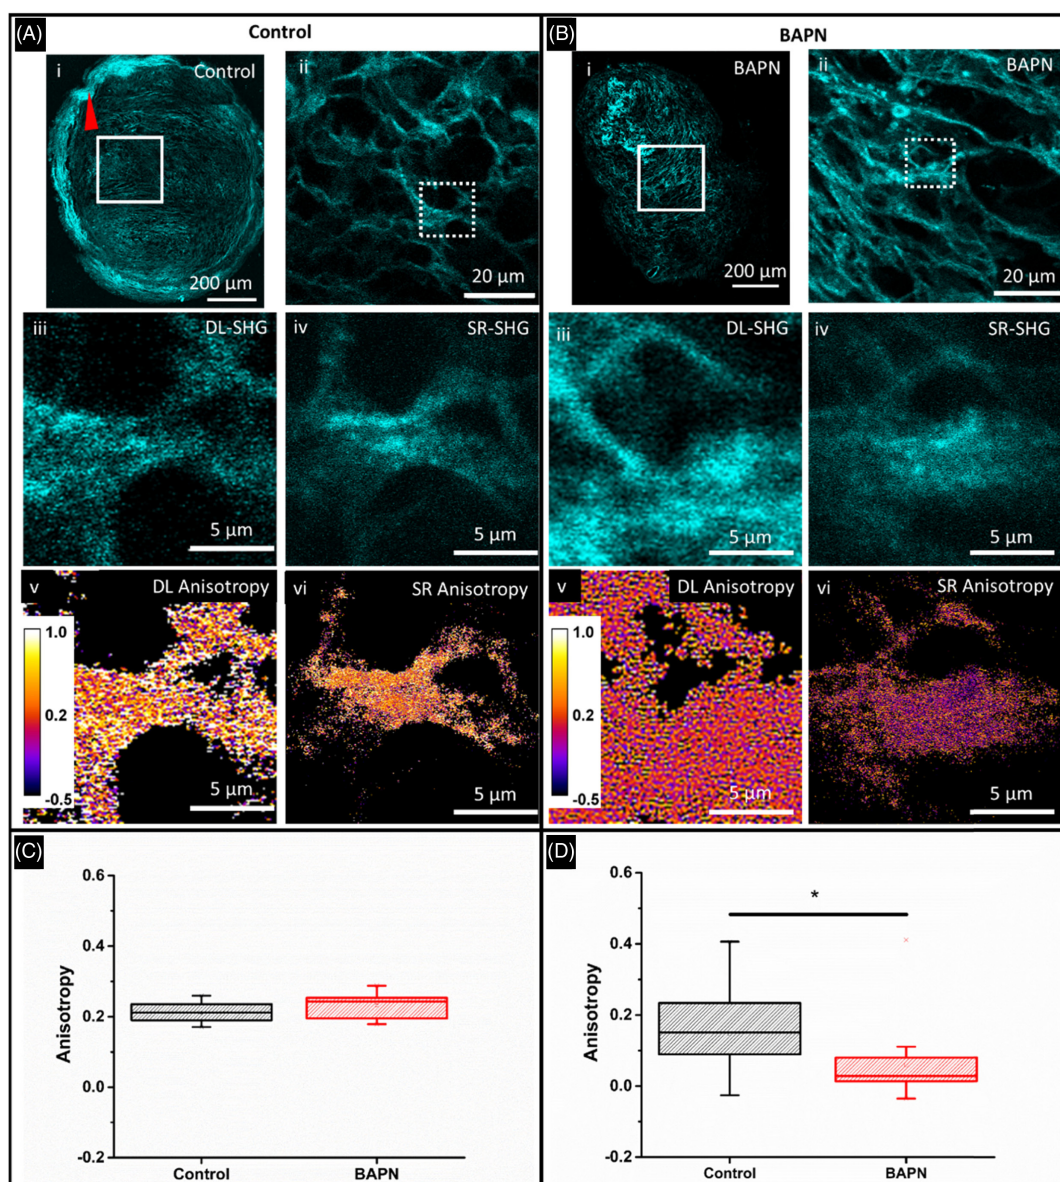 (A)
Control
i
Control
200 µm
ii
20 µm
iii
DL-SHG
5 µm
iv
SR-SHG
5 µm
v
DL Anisotropy
1.0
0.2
-0.5
5 µm
vi
SR Anisotropy
5 µm
(B)
BAPN
i
BAPN
200 µm
ii
BAPN
20 µm
iii
DL-SHG
5 µm
iv
SR-SHG
5 µm
v
DL Anisotropy
1.0
0.2
-0.5
5 µm
vi
SR Anisotropy
5 µm
(C)
Anisotropy
0.6
0.4
0.2
0.0
-0.2
Control
BAPN
(D)
Anisotropy
0.6
0.4
0.2
0.0
-0.2
*
Control
BAPN